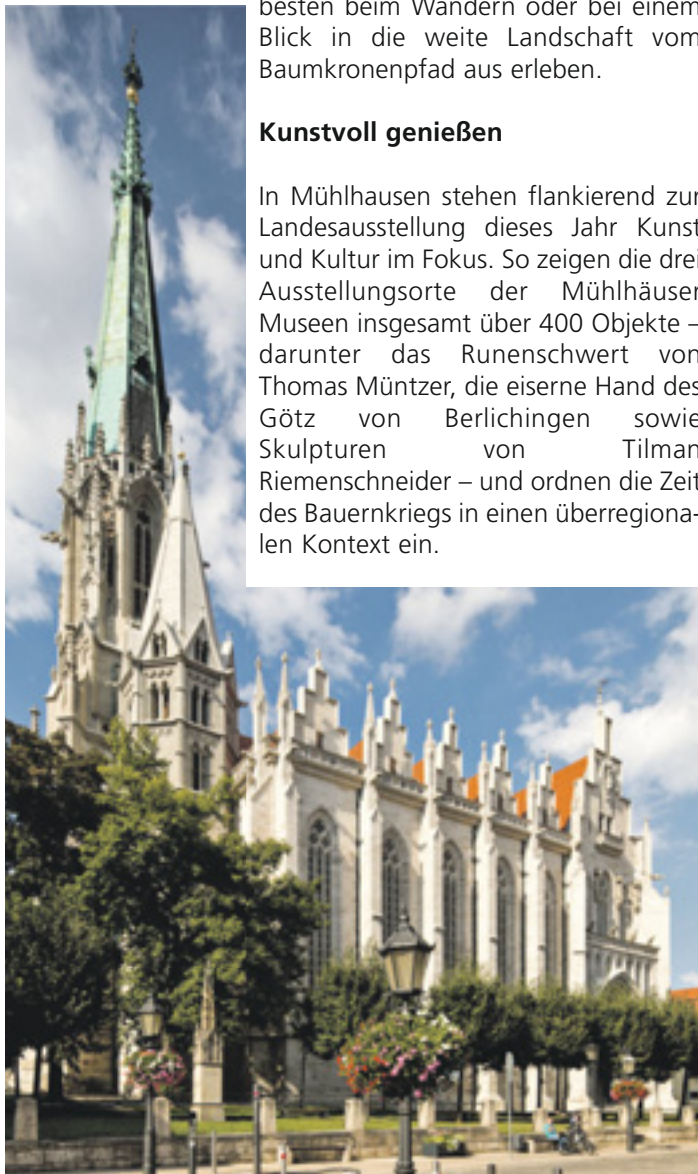 besten beim Wandern oder bei einem
Blick in die weite Landschaft vom
Baumkronenpfad aus erleben.
Kunstvoll genießen
In Mühlhausen stehen flankierend zur
Landesausstellung dieses Jahr Kunst
und Kultur im Fokus. So zeigen die drei
Ausstellungsorte der Mühlhäuser
Museen insgesamt über 400 Objekte –
darunter das Runenschwert von
Thomas Müntzer, die eiserne Hand des
Götz von Berlichingen sowie
Skulpturen von Tilman
Riemenschneider – und ordnen die Zeit
des Bauernkriegs in einen überregiona-
len Kontext ein.